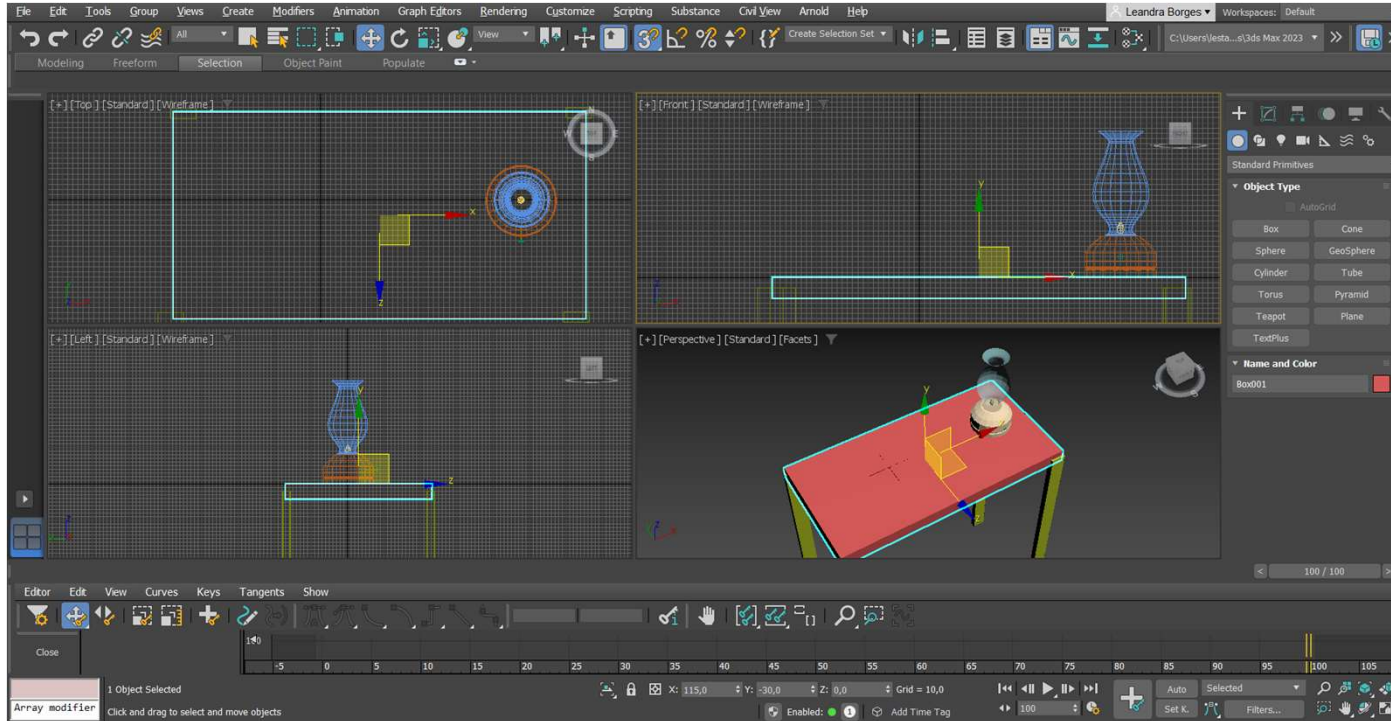 File Edit Tools Group Views Create Modifiers Animation Graph Editors Rendering Customize Scripting Substance Civil View Arnold Help Leandra Borges Workspaces: Default
All View Create Selection Set C:\Users\lesta...s\3ds Max 2023
Modeling Freeform Selection Object Paint Populate
[+] [Top ] [Standard ] [Wireframe ]
[+] [Front ] [Standard ] [Wireframe ]
Standard Primitives
Object Type
AutoGrid
Box Cone
Sphere GeoSphere
Cylinder Tube
Torus Pyramid
Teapot Plane
TextPlus
Name and Color
Box001
[+] [Left ] [Standard ] [Wireframe ]
[+] [Perspective ] [Standard ] [Facets ]
< 100 / 100 >
Editor Edit View Curves Keys Tangents Show
Close
-5 0 5 10 15 20 25 30 35 40 45 50 55 60 65 70 75 80 85 90 95 100 105
1 Object Selected X: 115,0 Y: -30,0 Z: 0,0 Grid = 10,0 Auto Selected
Array modifier Click and drag to select and move objects Enabled: 1 Add Time Tag 100 Set K. Filters...